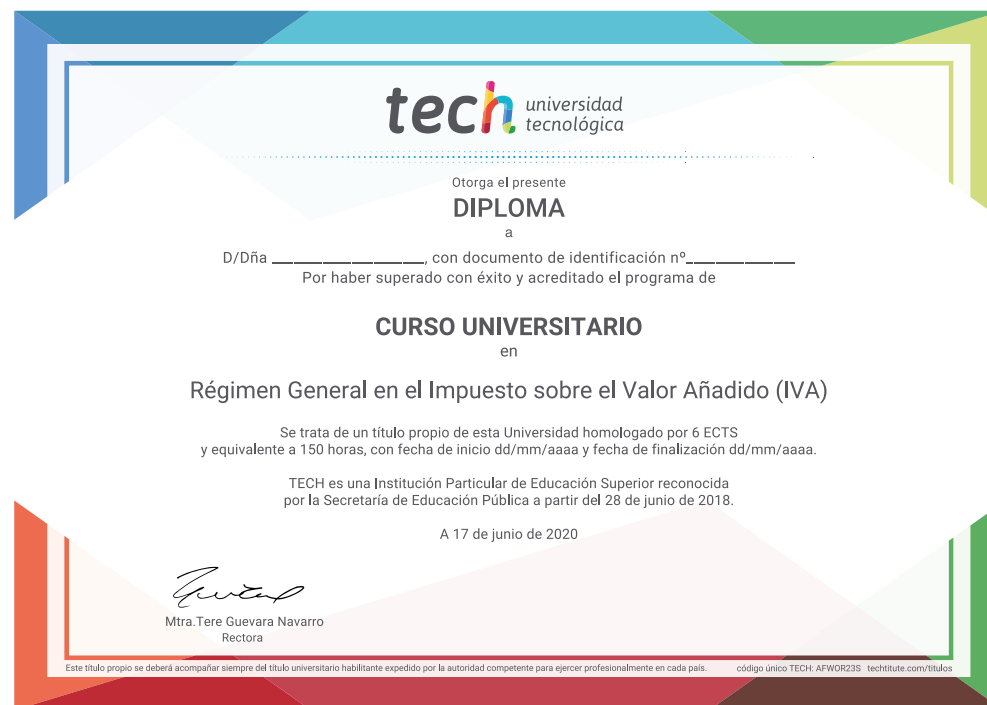 tech universidad
tecnológica
Otorga el presente
DIPLOMA
a
D/Dña ____________________, con documento de identificación nº______________
Por haber superado con éxito y acreditado el programa de
CURSO UNIVERSITARIO
en
Régimen General en el Impuesto sobre el Valor Añadido (IVA)
Se trata de un título propio de esta Universidad homologado por 6 ECTS
y equivalente a 150 horas, con fecha de inicio dd/mm/aaaa y fecha de finalización dd/mm/aaaa.
TECH es una Institución Particular de Educación Superior reconocida
por la Secretaría de Educación Pública a partir del 28 de junio de 2018.
A 17 de junio de 2020
Mtra.Tere Guevara Navarro
Rectora
Este título propio se deberá acompañar siempre del título universitario habilitante expedido por la autoridad competente para ejercer profesionalmente en cada país. código único TECH: AFWOR23S techtitute.com/titulos